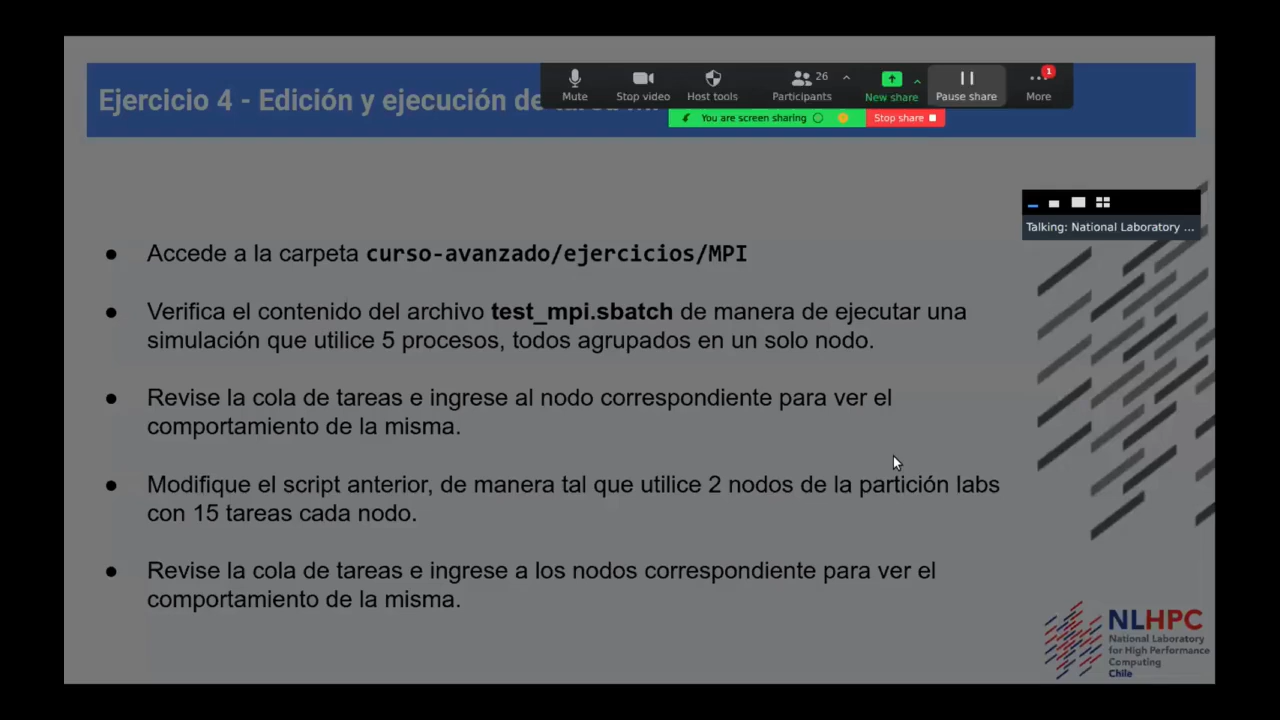 Ejercicio 4 - Edición y ejecución de
Mute
Stop video
Host tools
Participants
26
New share
Pause share
More
1
You are screen sharing
Stop share
Talking: National Laboratory ...
● Accede a la carpeta curso-avanzado/ejercicios/MPI
● Verifica el contenido del archivo test_mpi.sbatch de manera de ejecutar una
simulación que utilice 5 procesos, todos agrupados en un solo nodo.
● Revise la cola de tareas e ingrese al nodo correspondiente para ver el
comportamiento de la misma.
● Modifique el script anterior, de manera tal que utilice 2 nodos de la partición labs
con 15 tareas cada nodo.
● Revise la cola de tareas e ingrese a los nodos correspondiente para ver el
comportamiento de la misma.
NLHPC
National Laboratory
for High Performance
Computing
Chile